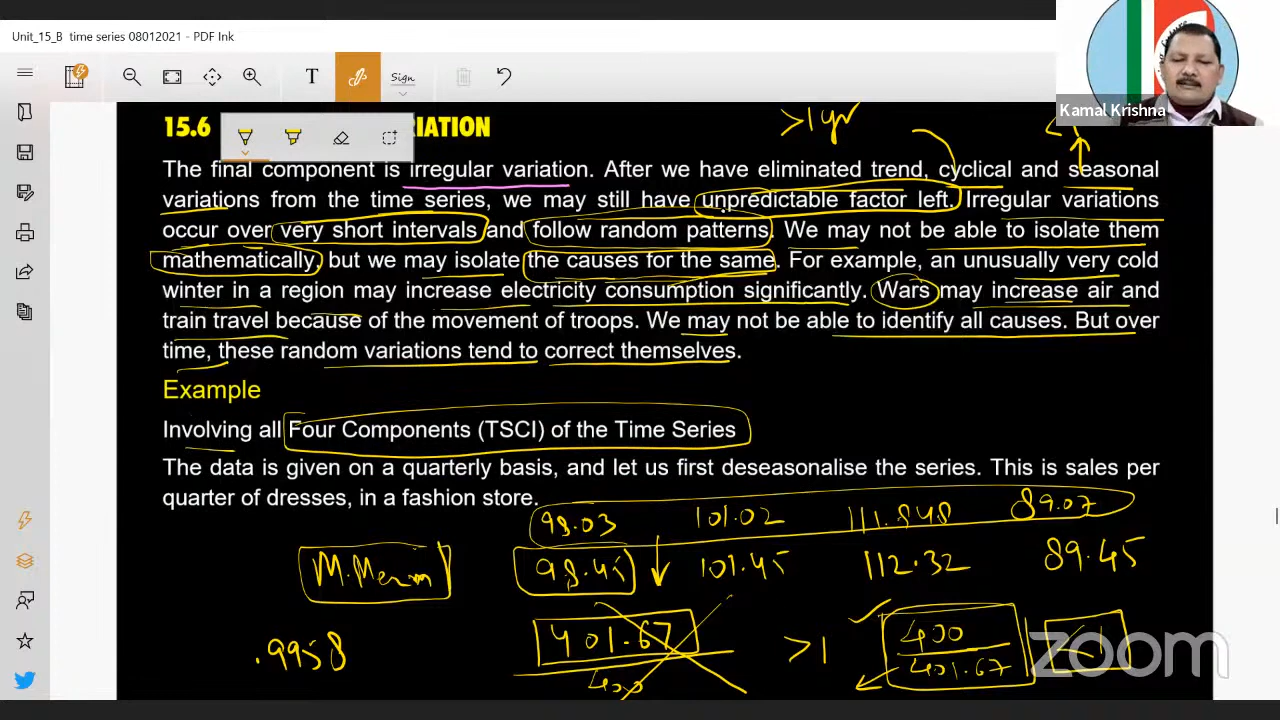 Unit_15_B time series 08012021 - PDF Ink
T
Sign
Kamal Krishna
15.6
RIATION
>1 yr
The final component is irregular variation. After we have eliminated trend, cyclical and seasonal
variations from the time series, we may still have unpredictable factor left. Irregular variations
occur over very short intervals and follow random patterns. We may not be able to isolate them
mathematically, but we may isolate the causes for the same. For example, an unusually very cold
winter in a region may increase electricity consumption significantly. Wars may increase air and
train travel because of the movement of troops. We may not be able to identify all causes. But over
time, these random variations tend to correct themselves.
Example
Involving all Four Components (TSCI) of the Time Series
The data is given on a quarterly basis, and let us first deseasonalise the series. This is sales per
quarter of dresses, in a fashion store.
98.03 101.02 111.848 89.07
M.Mean 98.45 101.45 112.32 89.45
.9958 401.67 >1 400 <1
400 401.67
zoom